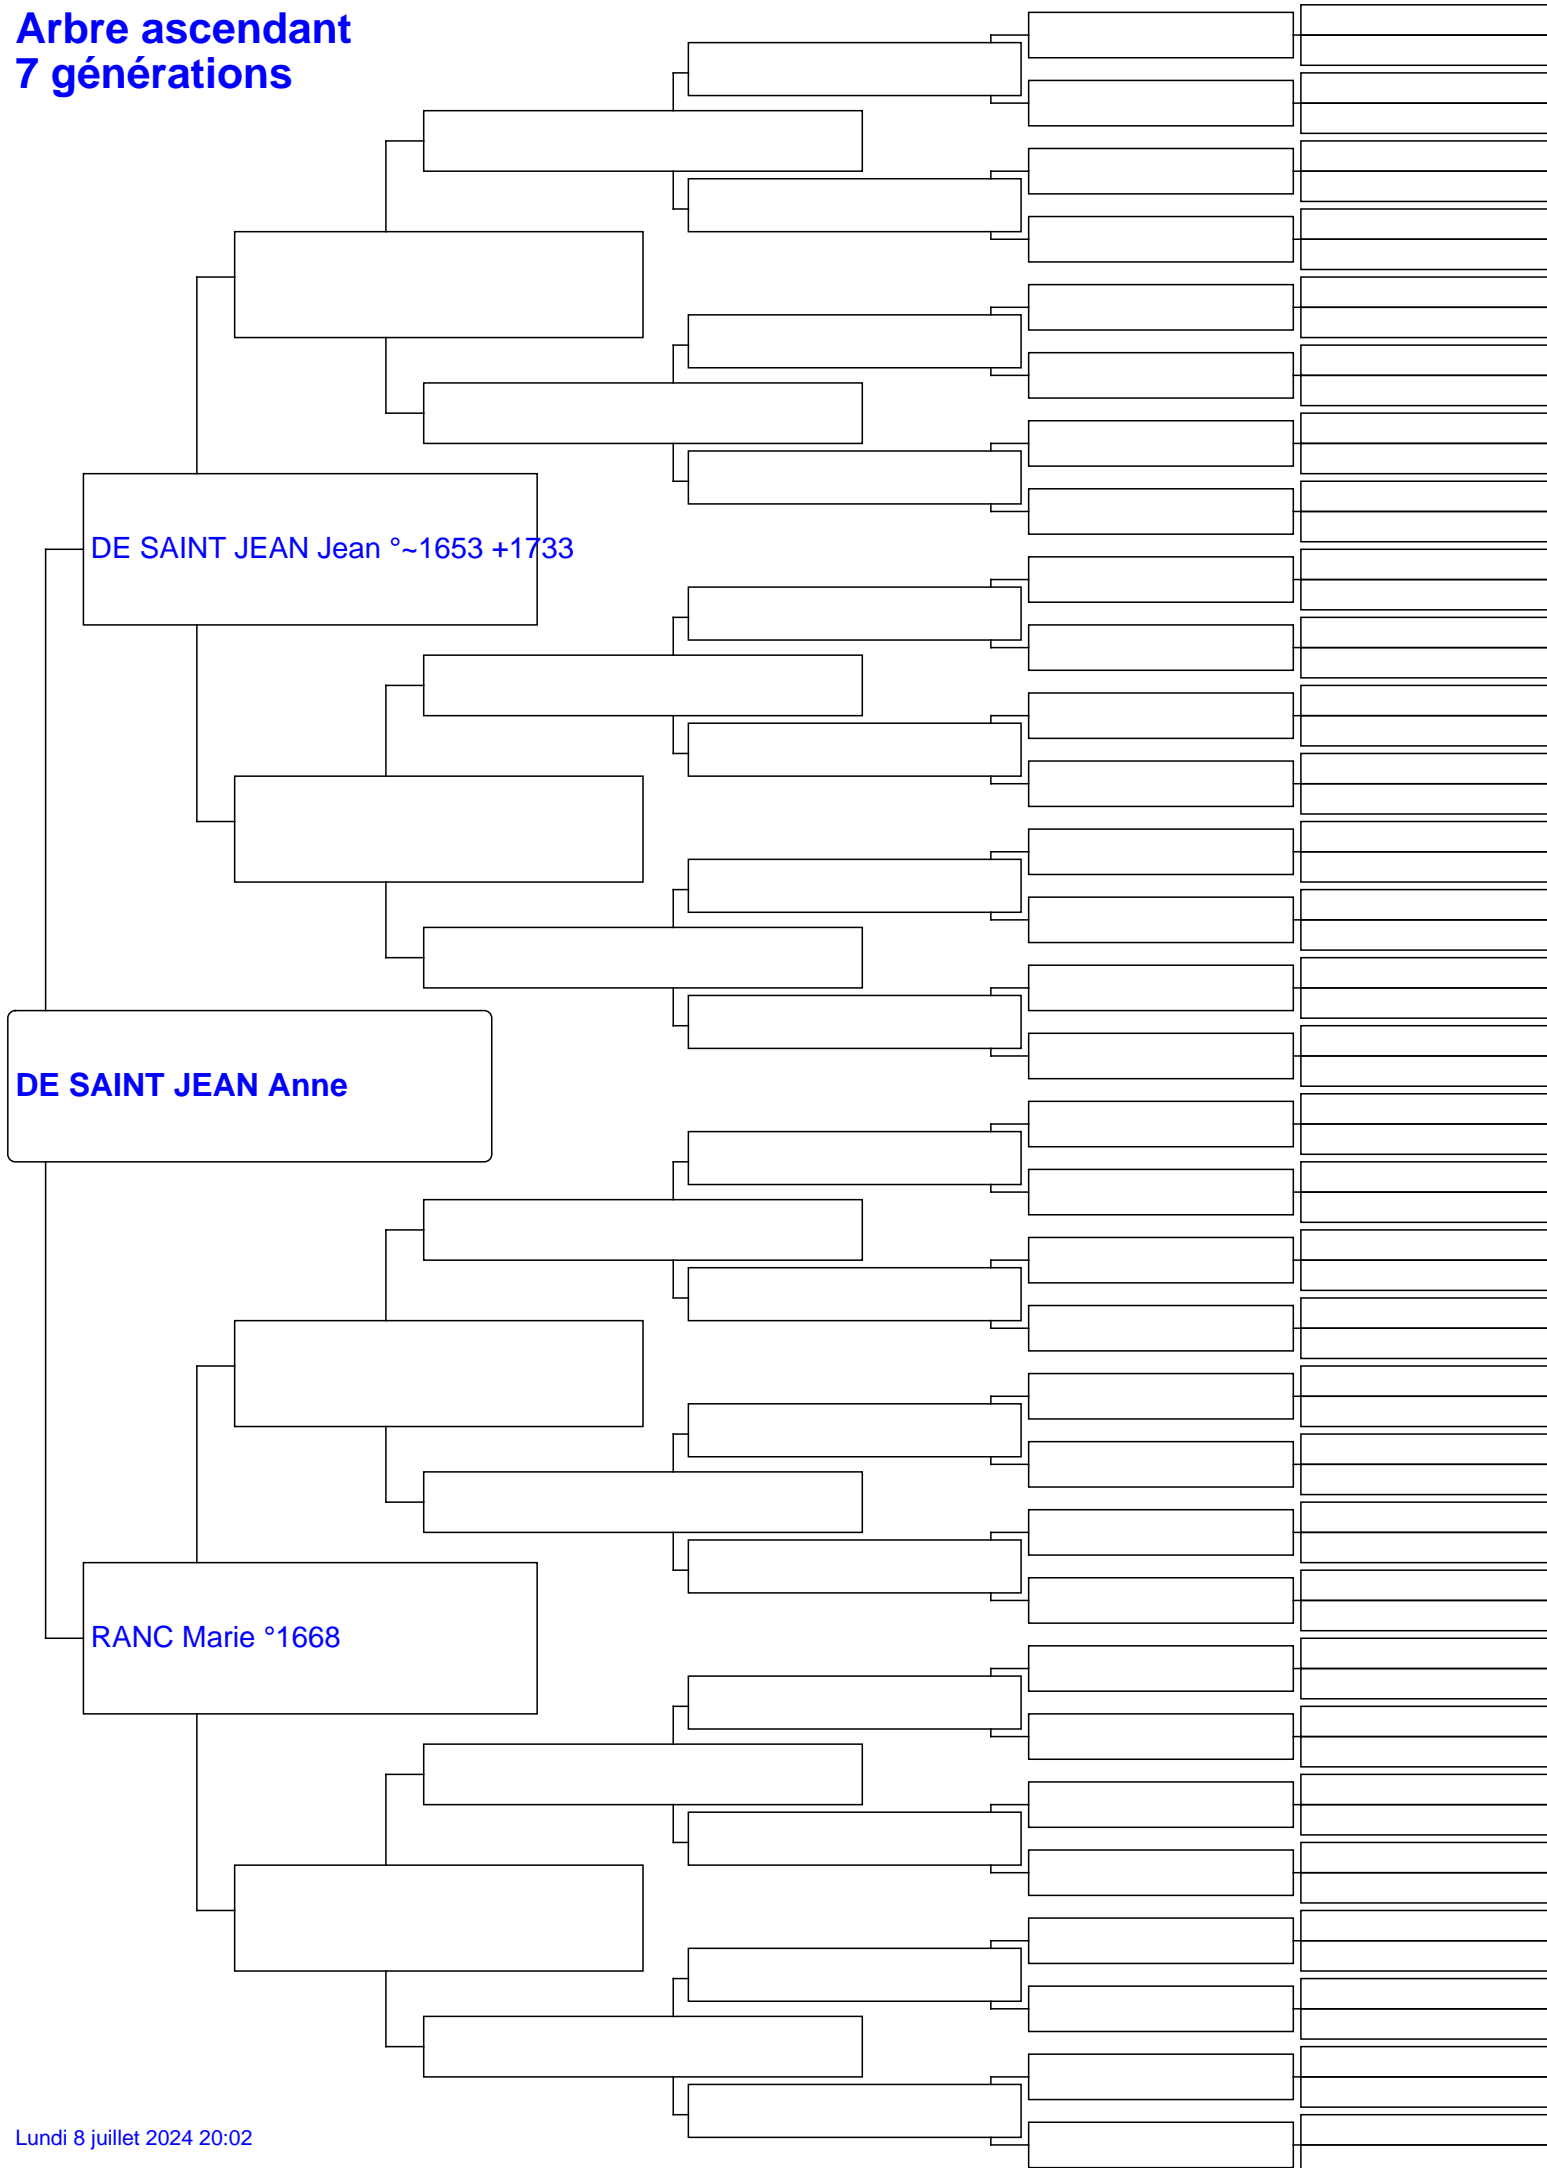 Arbre ascendant
7 générations
DE SAINT JEAN Jean °~1653 +1733
DE SAINT JEAN Anne
RANC Marie °1668
Lundi 8 juillet 2024 20:02